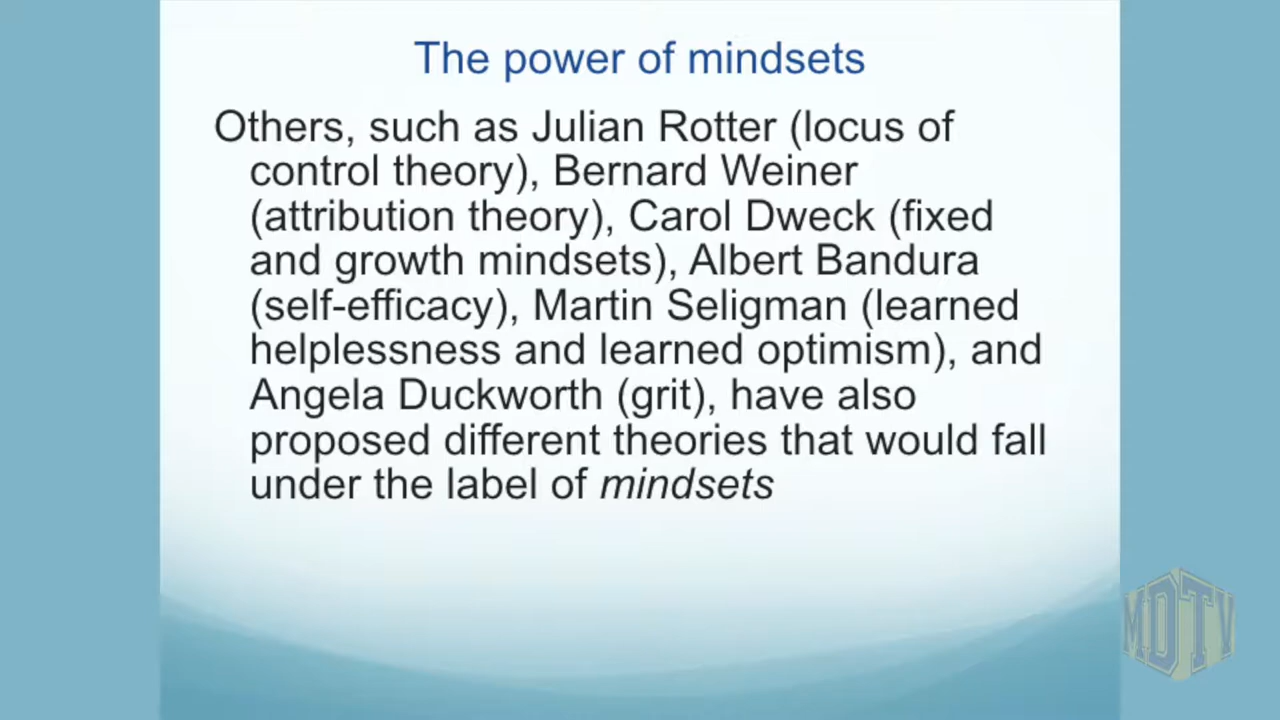 The power of mindsets
Others, such as Julian Rotter (locus of
control theory), Bernard Weiner
(attribution theory), Carol Dweck (fixed
and growth mindsets), Albert Bandura
(self-efficacy), Martin Seligman (learned
helplessness and learned optimism), and
Angela Duckworth (grit), have also
proposed different theories that would fall
under the label of mindsets
MDTV